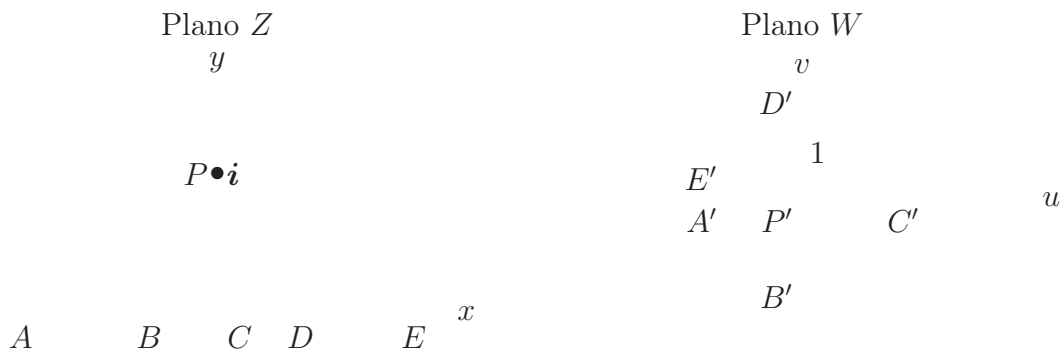 Plano Z
y
P•i
x
A B C D E
Plano W
v
D′
1
E′
u
A′ P′ C′
B′